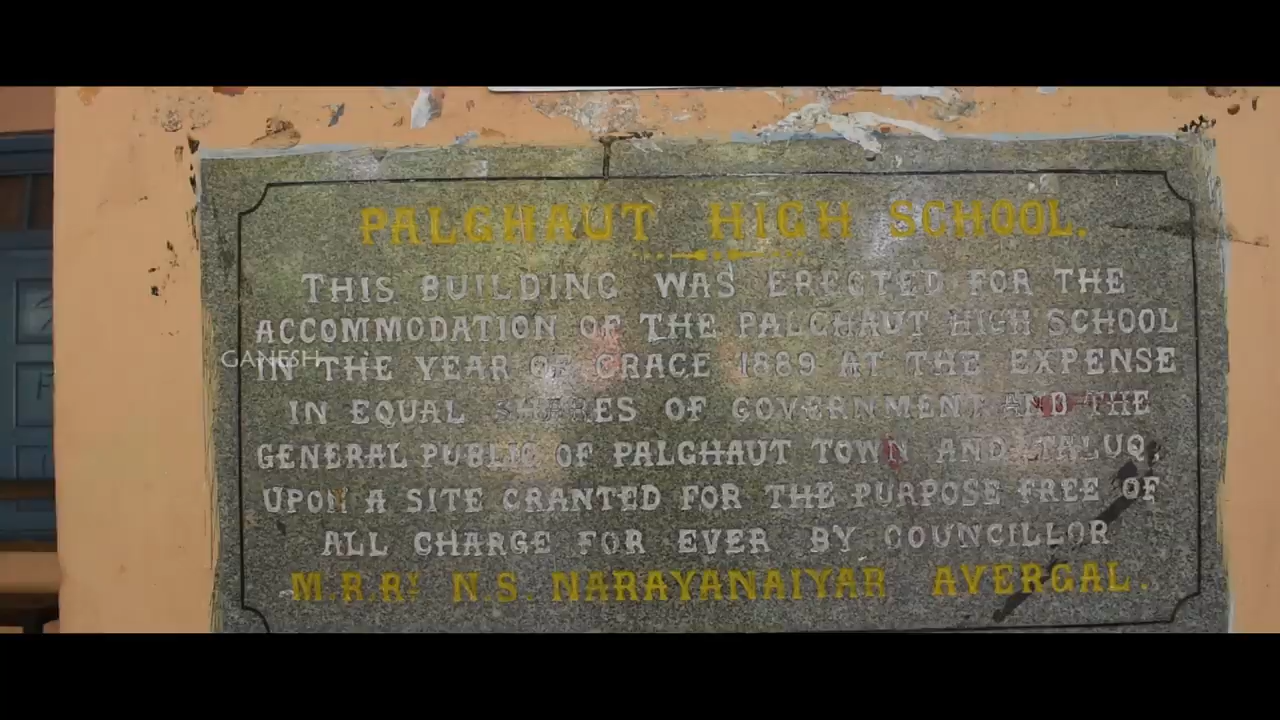 PALGHAUT HIGH SCHOOL.
THIS BUILDING WAS ERECTED FOR THE
ACCOMMODATION OF THE PALGHAUT HIGH SCHOOL
GANESH
IN THE YEAR OF GRACE 1889 AT THE EXPENSE
IN EQUAL SHARES OF GOVERNMENT AND THE
GENERAL PUBLIC OF PALGHAUT TOWN AND TALUQ,
UPON A SITE GRANTED FOR THE PURPOSE FREE OF
ALL CHARGE FOR EVER BY COUNCILLOR
M.R.RY. N.S. NARAYANAIYAR AVERGAL.